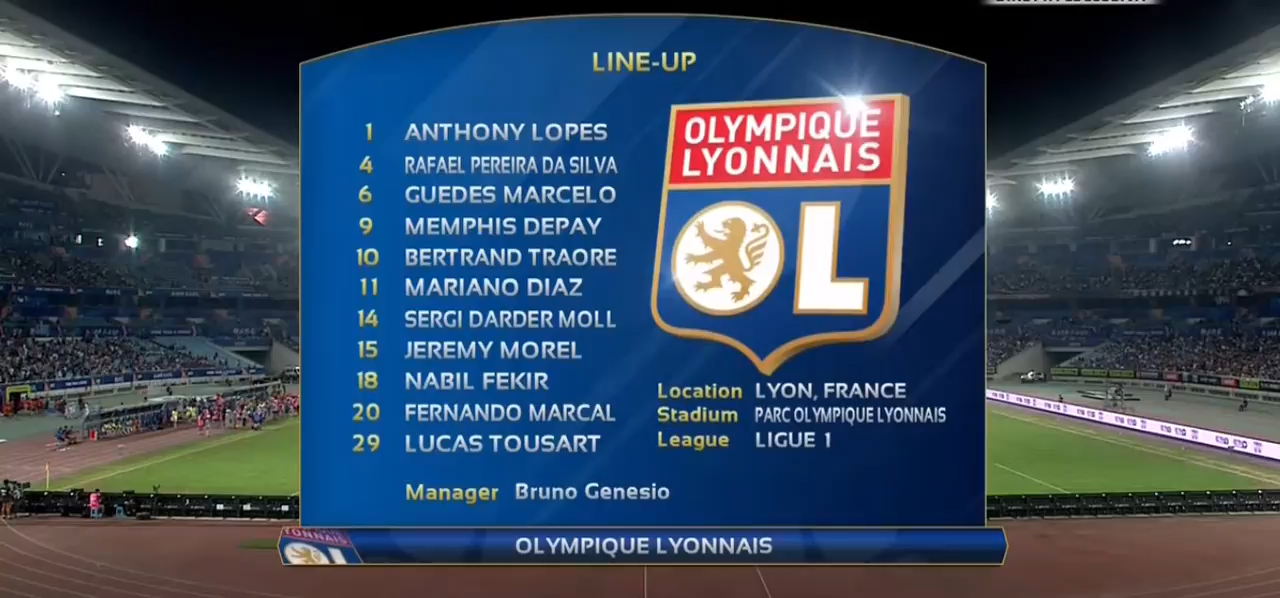 LINE-UP
1 ANTHONY LOPES
4 RAFAEL PEREIRA DA SILVA
6 GUEDES MARCELO
9 MEMPHIS DEPAY
10 BERTRAND TRAORE
11 MARIANO DIAZ
14 SERGI DARDER MOLL
15 JEREMY MOREL
18 NABIL FEKIR
20 FERNANDO MARCAL
29 LUCAS TOUSART
Manager Bruno Genesio
OLYMPIQUE
LYONNAIS
OL
Location LYON, FRANCE
Stadium PARC OLYMPIQUE LYONNAIS
League LIGUE 1
LYONNAIS
OL
OLYMPIQUE LYONNAIS